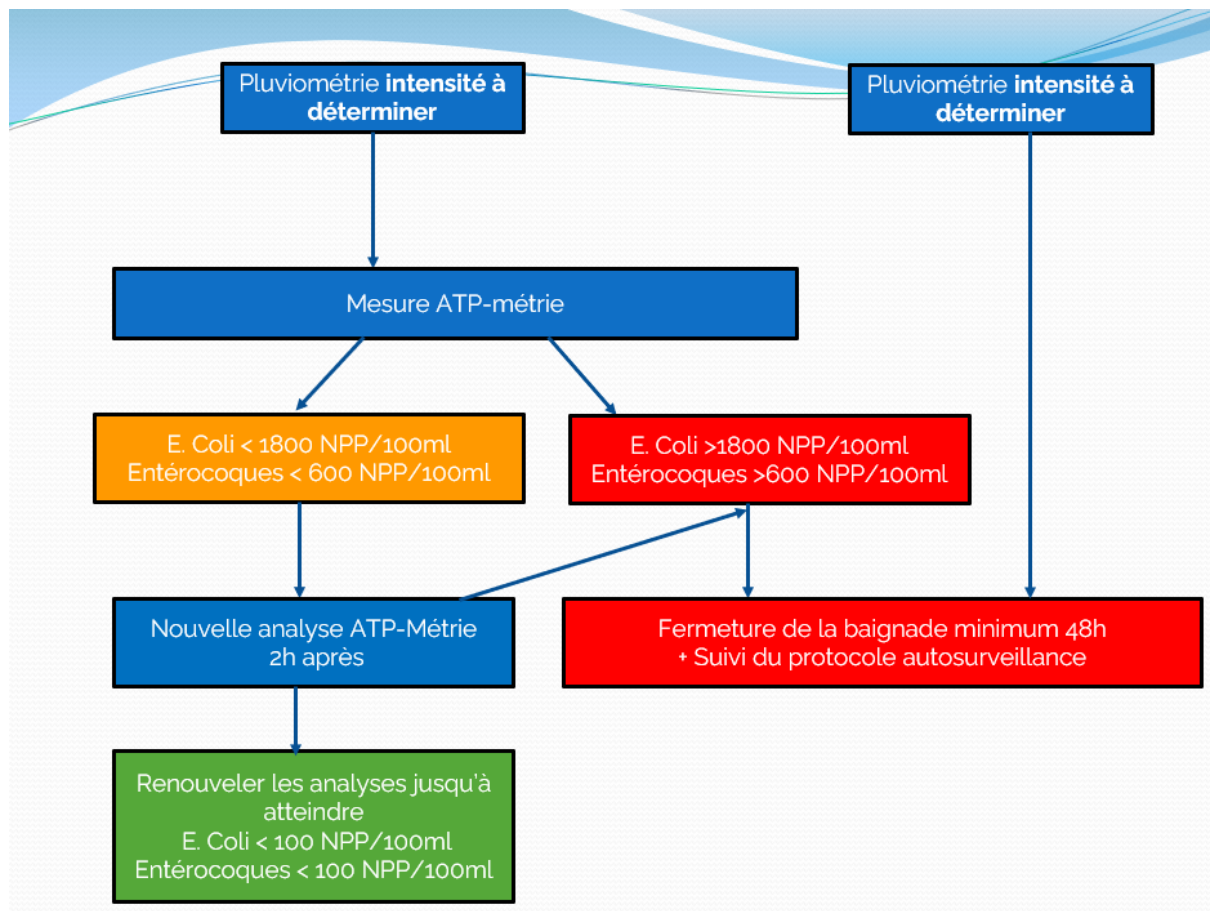 Pluviométrie intensité à
déterminer
Pluviométrie intensité à
déterminer
Mesure ATP-métrie
E. Coli < 1800 NPP/100ml
Entérocoques < 600 NPP/100ml
E. Coli >1800 NPP/100ml
Entérocoques >600 NPP/100ml
Nouvelle analyse ATP-Métrie
2h après
Fermeture de la baignade minimum 48h
+ Suivi du protocole autosurveillance
Renouveler les analyses jusqu'à
atteindre
E. Coli < 100 NPP/100ml
Entérocoques < 100 NPP/100ml